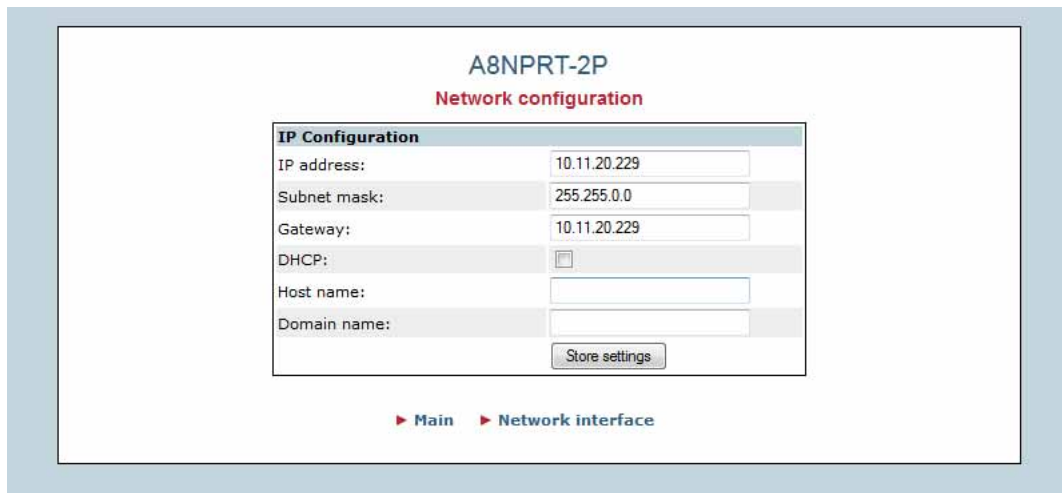 A8NPRT-2P
Network configuration
IP Configuration
IP address: 10.11.20.229
Subnet mask: 255.255.0.0
Gateway: 10.11.20.229
DHCP:
Host name:
Domain name:
Store settings
Main Network interface